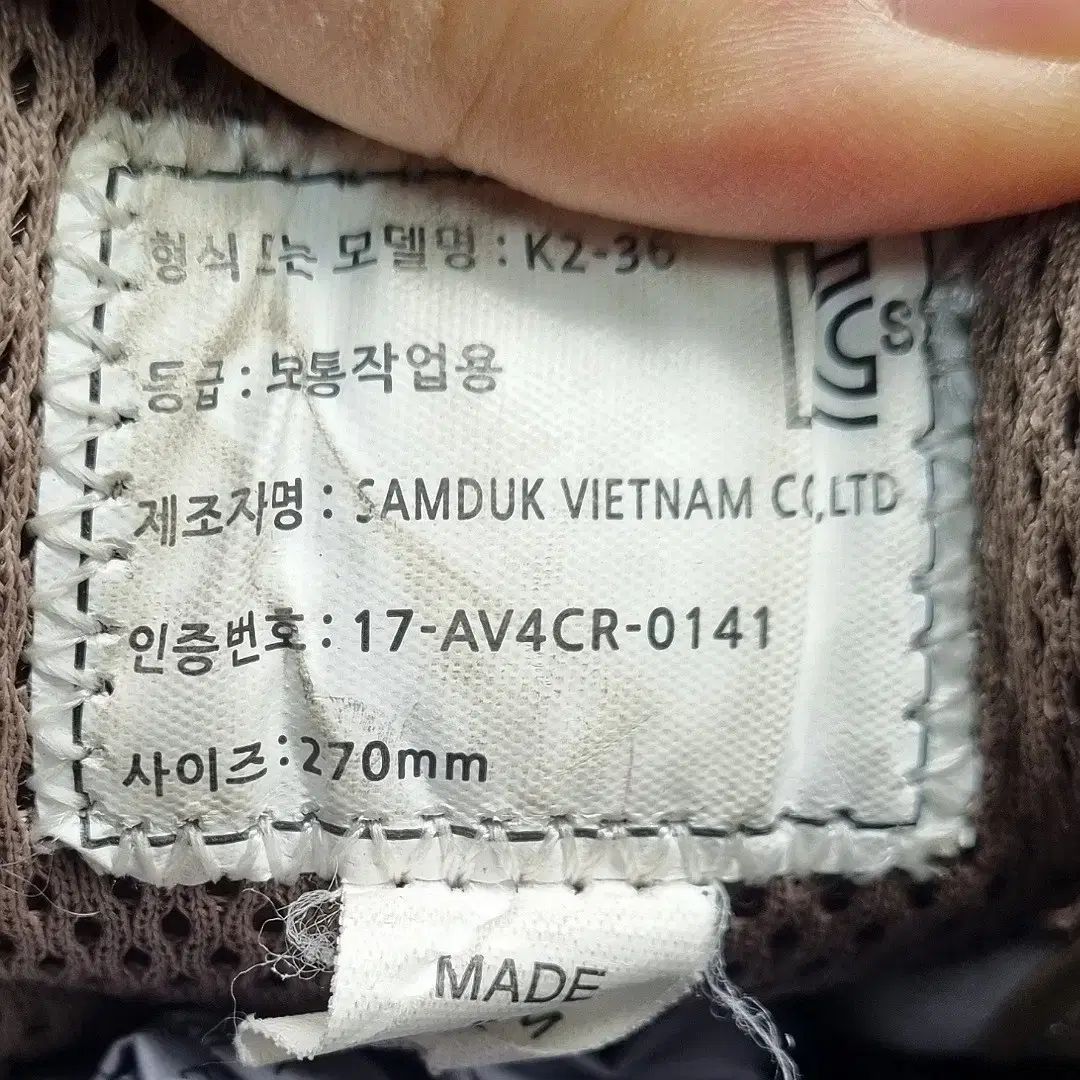 형식 또는 모델명 : K2-36
등급 : 보통작업용
제조자명 : SAMDUK VIETNAM CO,LTD
인증번호 : 17-AV4CR-0141
사이즈 : 270mm
S
MADE